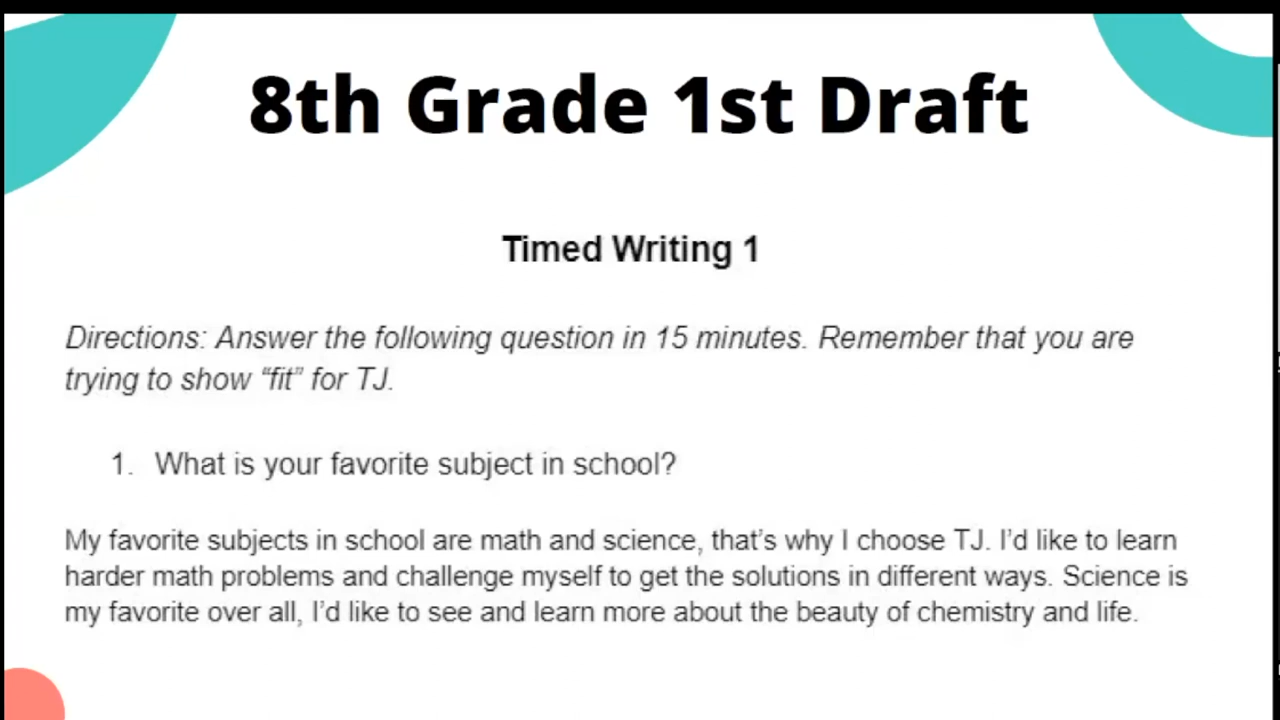 8th Grade 1st Draft
Timed Writing 1
Directions: Answer the following question in 15 minutes. Remember that you are
trying to show “fit” for TJ.
1. What is your favorite subject in school?
My favorite subjects in school are math and science, that’s why I choose TJ. I’d like to learn
harder math problems and challenge myself to get the solutions in different ways. Science is
my favorite over all, I’d like to see and learn more about the beauty of chemistry and life.